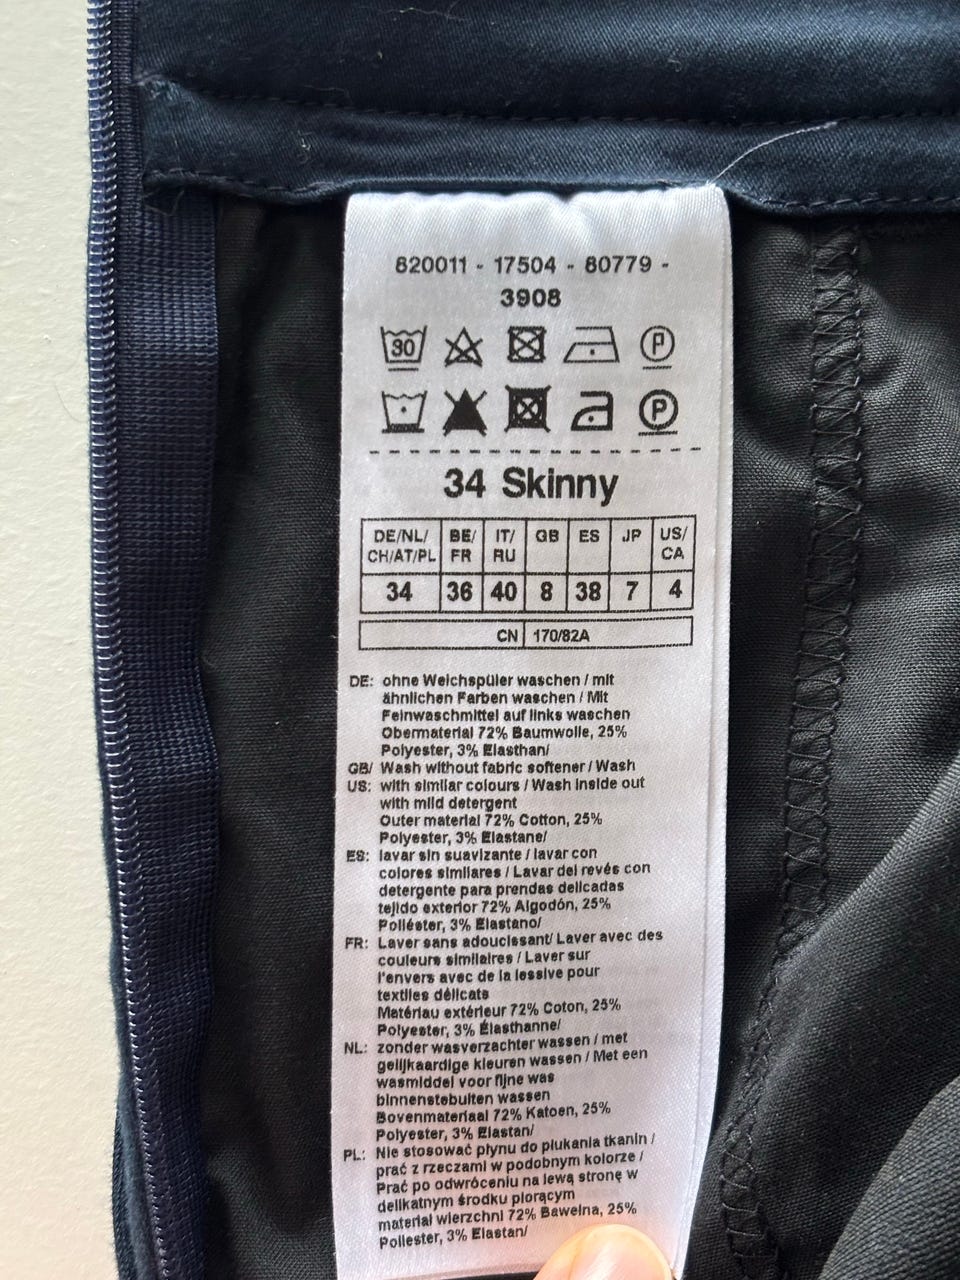 820011 - 17504 - 80779 -
3908
30 P
P
34 Skinny
DE/NL/ CH/AT/PL BE/ FR IT/ RU GB ES JP US/ CA
34 36 40 8 38 7 4
CN 170/82A
DE: ohne Weichspüler waschen / mit
ähnlichen Farben waschen / Mit
Feinwaschmittel auf links waschen
Obermaterial 72% Baumwolle, 25%
Polyester, 3% Elasthan/
GB/ Wash without fabric softener / Wash
US: with similar colours / Wash inside out
with mild detergent
Outer material 72% Cotton, 25%
Polyester, 3% Elastane/
ES: lavar sin suavizante / lavar con
colores similares / Lavar del revés con
detergente para prendas delicadas
tejido exterior 72% Algodón, 25%
Poliéster, 3% Elastano/
FR: Laver sans adoucissant/ Laver avec des
couleurs similaires / Laver sur
l'envers avec de la lessive pour
textiles délicats
Matériau extérieur 72% Coton, 25%
Polyester, 3% Élasthanne/
NL: zonder wasverzachter wassen / met
gelijkaardige kleuren wassen / Met een
wasmiddel voor fijne was
binnenstebuiten wassen
Bovenmateriaal 72% Katoen, 25%
Polyester, 3% Elastan/
PL: Nie stosować płynu do płukania tkanin /
prać z rzeczami w podobnym kolorze /
Prać po odwróceniu na lewą stronę w
delikatnym środku piorącym
materiał wierzchni 72% Bawełna, 25%
Poliester, 3% Elastan/